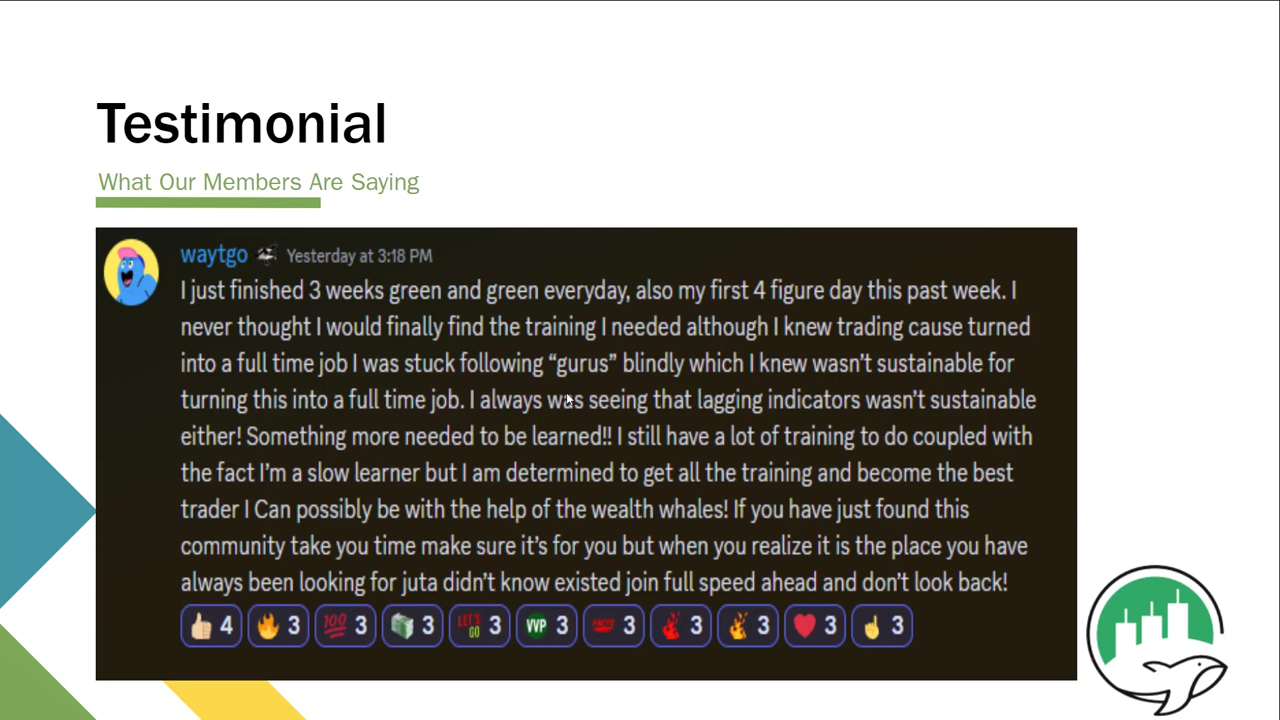 Testimonial
What Our Members Are Saying
waytgo Yesterday at 3:18 PM
I just finished 3 weeks green and green everyday, also my first 4 figure day this past week. I
never thought I would finally find the training I needed although I knew trading cause turned
into a full time job I was stuck following “gurus” blindly which I knew wasn’t sustainable for
turning this into a full time job. I always was seeing that lagging indicators wasn’t sustainable
either! Something more needed to be learned!! I still have a lot of training to do coupled with
the fact I’m a slow learner but I am determined to get all the training and become the best
trader I Can possibly be with the help of the wealth whales! If you have just found this
community take you time make sure it’s for you but when you realize it is the place you have
always been looking for juta didn’t know existed join full speed ahead and don’t look back!
4 3 100 3 3 LET'S GO 3 VVP 3 FACTS 3 3 3 3 3